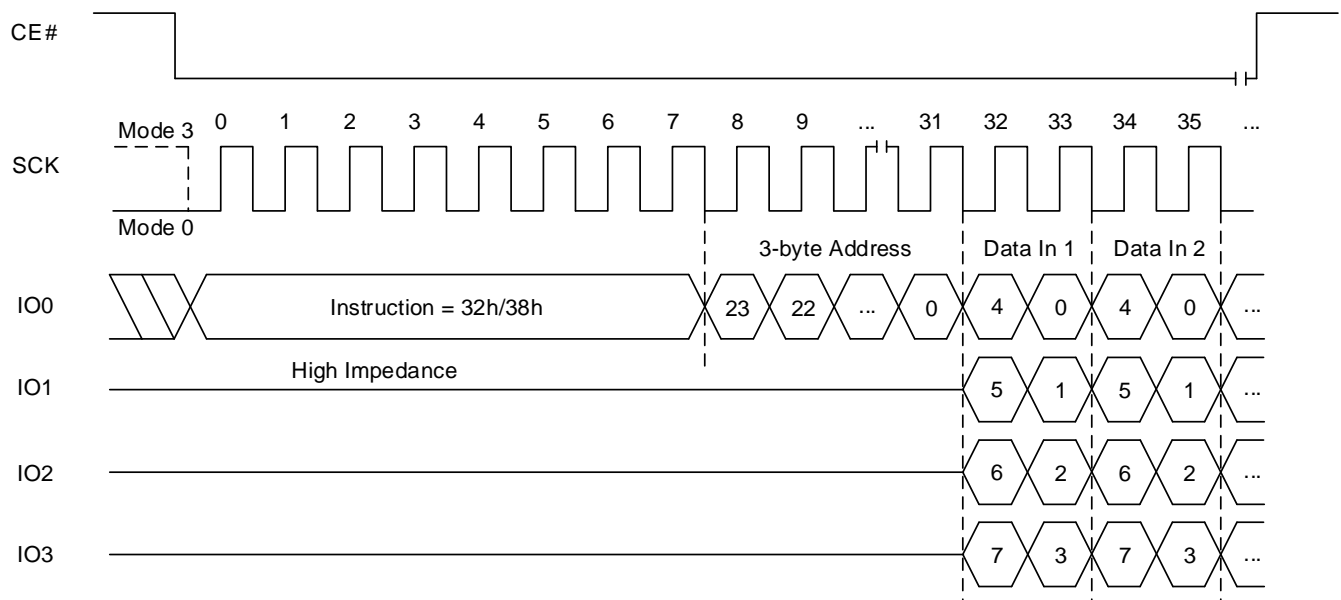 CE#
Mode 3 0 1 2 3 4 5 6 7 8 9 ... 31 32 33 34 35 ...
SCK
Mode 0
3-byte Address Data In 1 Data In 2
IO0 Instruction = 32h/38h 23 22 ... 0 4 0 4 0 ...
High Impedance
IO1 5 1 5 1 ...
IO2 6 2 6 2 ...
IO3 7 3 7 3 ...